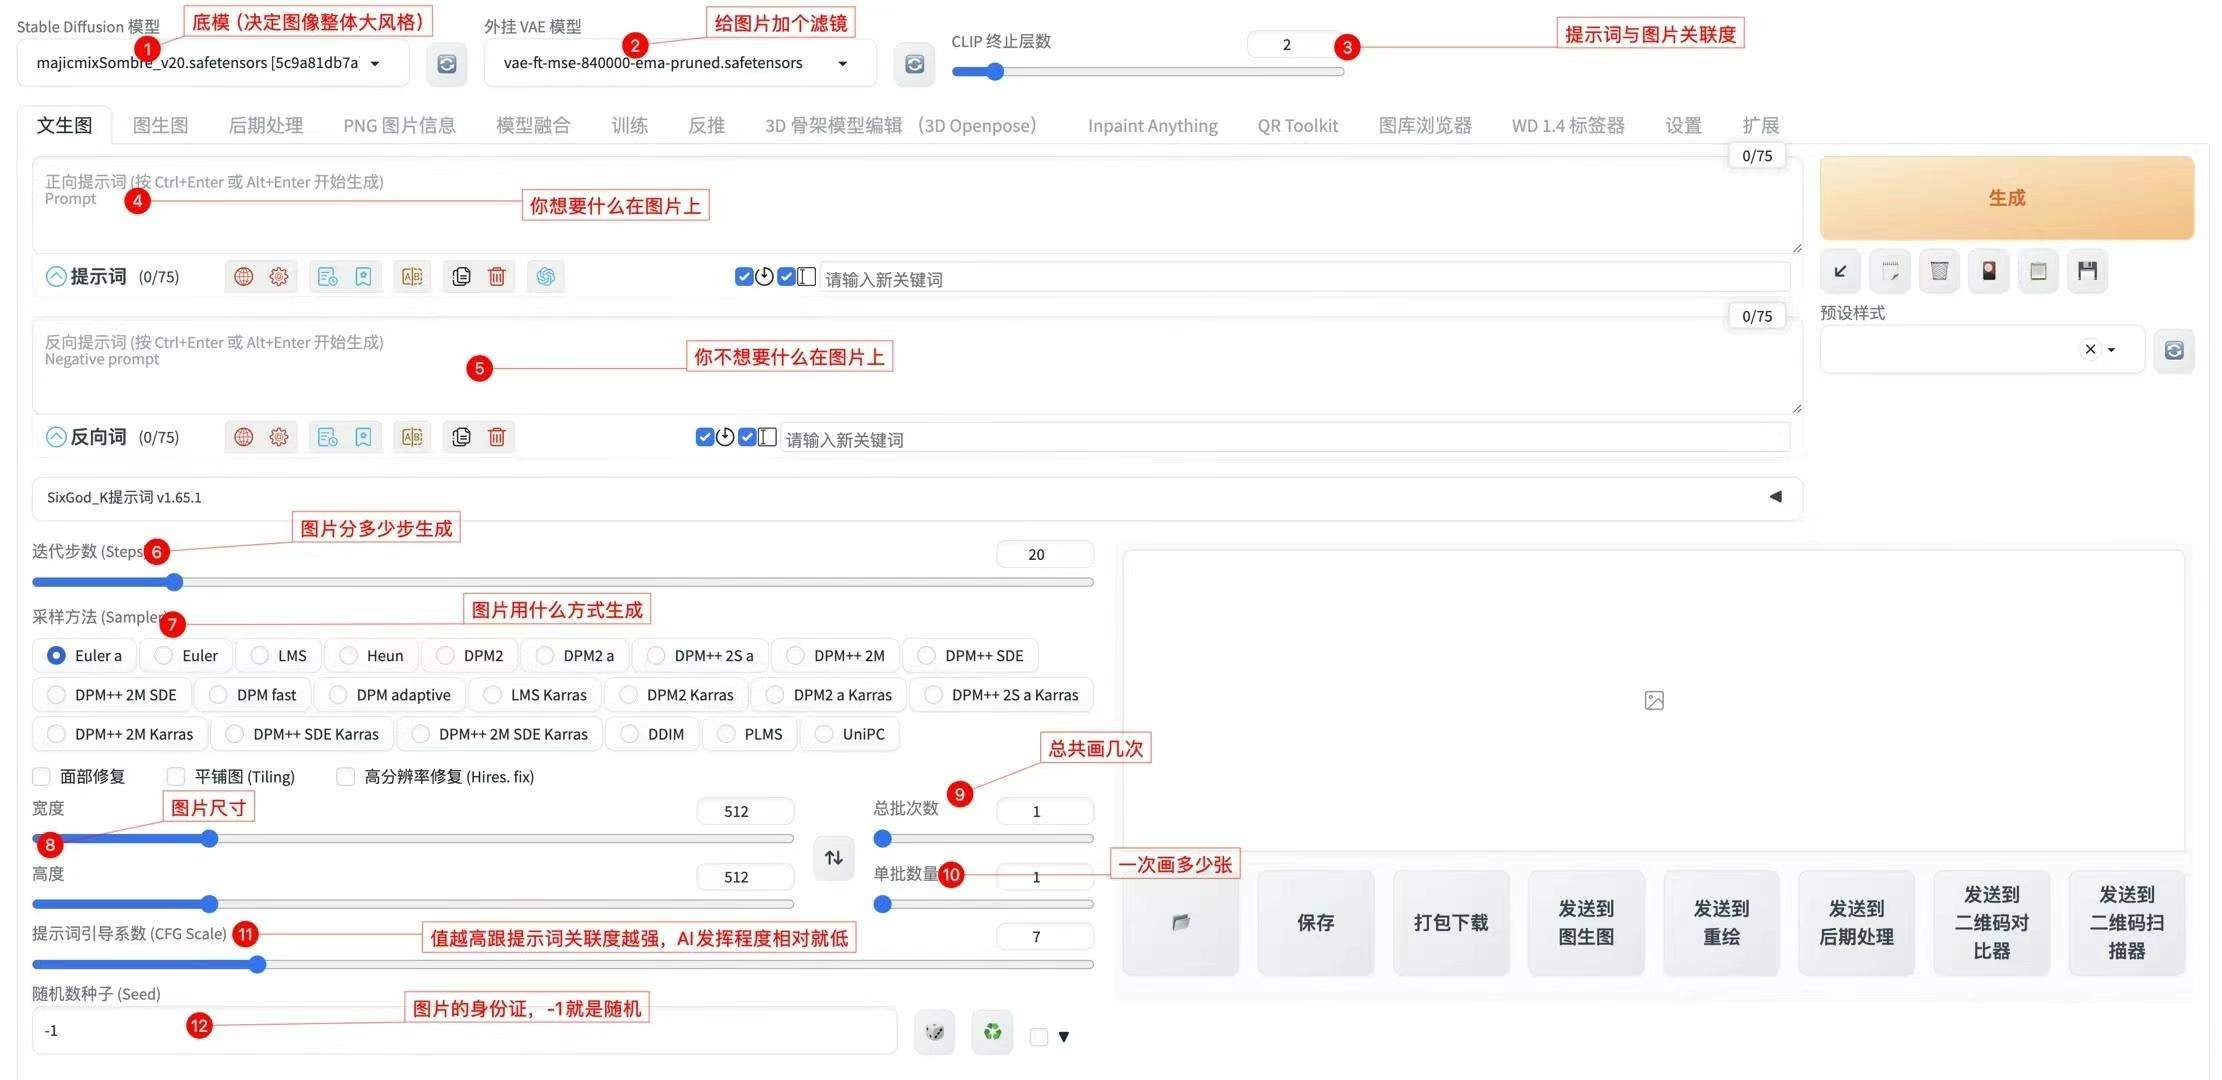 Stable Diffusion 模型
底模（决定图像整体大风格）
外挂 VAE 模型
给图片加个滤镜
CLIP 终止层数
2
提示词与图片关联度
1
2
3
majicmixSombre_v20.safetensors [5c9a81db7a
vae-ft-mse-840000-ema-pruned.safetensors
文生图
图生图
后期处理
PNG 图片信息
模型融合
训练
反推
3D 骨架模型编辑 （3D Openpose）
Inpaint Anything
QR Toolkit
图库浏览器
WD 1.4 标签器
设置
扩展
0/75
正向提示词 (按 Ctrl+Enter 或 Alt+Enter 开始生成)
Prompt
4
你想要什么在图片上
生成
提示词 (0/75)
请输入新关键词
0/75
预设样式
反向提示词 (按 Ctrl+Enter 或 Alt+Enter 开始生成)
Negative prompt
5
你不想要什么在图片上
反向词 (0/75)
请输入新关键词
SixGod_K提示词 v1.65.1
图片分多少步生成
迭代步数 (Steps
6
20
图片用什么方式生成
采样方法 (Sampler)
7
Euler a
Euler
LMS
Heun
DPM2
DPM2 a
DPM++ 2S a
DPM++ 2M
DPM++ SDE
DPM++ 2M SDE
DPM fast
DPM adaptive
LMS Karras
DPM2 Karras
DPM2 a Karras
DPM++ 2S a Karras
DPM++ 2M Karras
DPM++ SDE Karras
DPM++ 2M SDE Karras
DDIM
PLMS
UniPC
总共画几次
面部修复
平铺图 (Tiling)
高分辨率修复 (Hires. fix)
宽度
图片尺寸
512
总批次数
9
1
8
高度
512
单批数量
10
1
一次画多少张
提示词引导系数 (CFG Scale)
11
值越高跟提示词关联度越强，AI发挥程度相对就低
7
保存
打包下载
发送到
图生图
发送到
重绘
发送到
后期处理
发送到
二维码对
比器
发送到
二维码扫
描器
随机数种子 (Seed)
图片的身份证，-1就是随机
-1
12